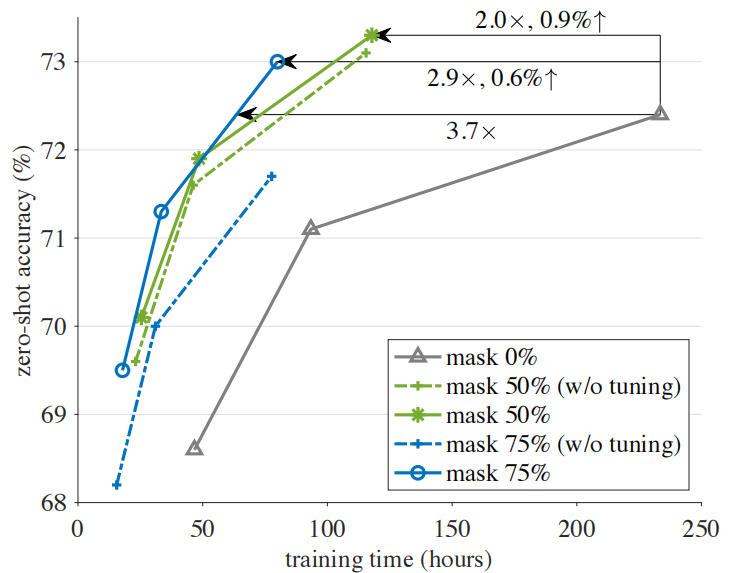 2.0×, 0.9%↑
2.9×, 0.6%↑
3.7×
zero-shot accuracy (%)
73
72
71
70
69
68
0 50 100 150 200 250
training time (hours)
mask 0%
mask 50% (w/o tuning)
mask 50%
mask 75% (w/o tuning)
mask 75%